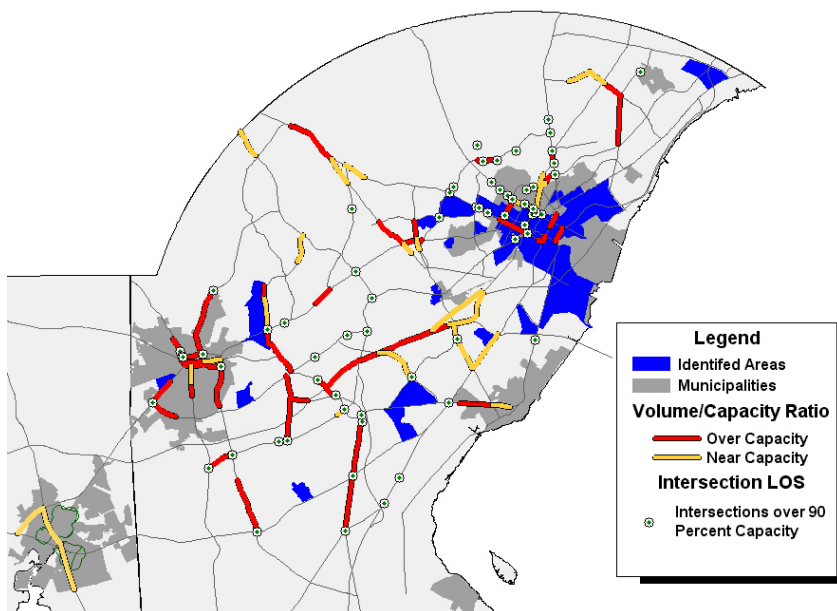 Legend
Identifed Areas
Municipalities
Volume/Capacity Ratio
Over Capacity
Near Capacity
Intersection LOS
Intersections over 90
Percent Capacity